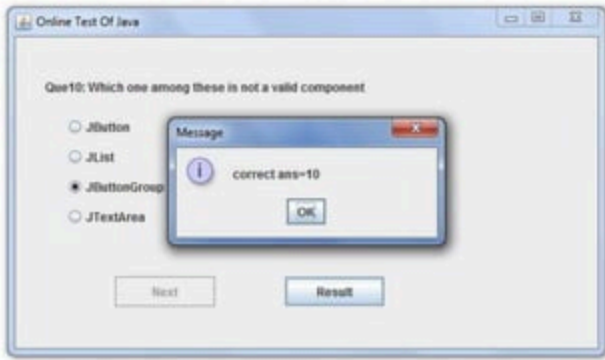 Online Test Of Java
Que10: Which one among these is not a valid component
JButton
JList
JButtonGroup
JTextArea
Message
i
correct ans=10
OK
Next
Result